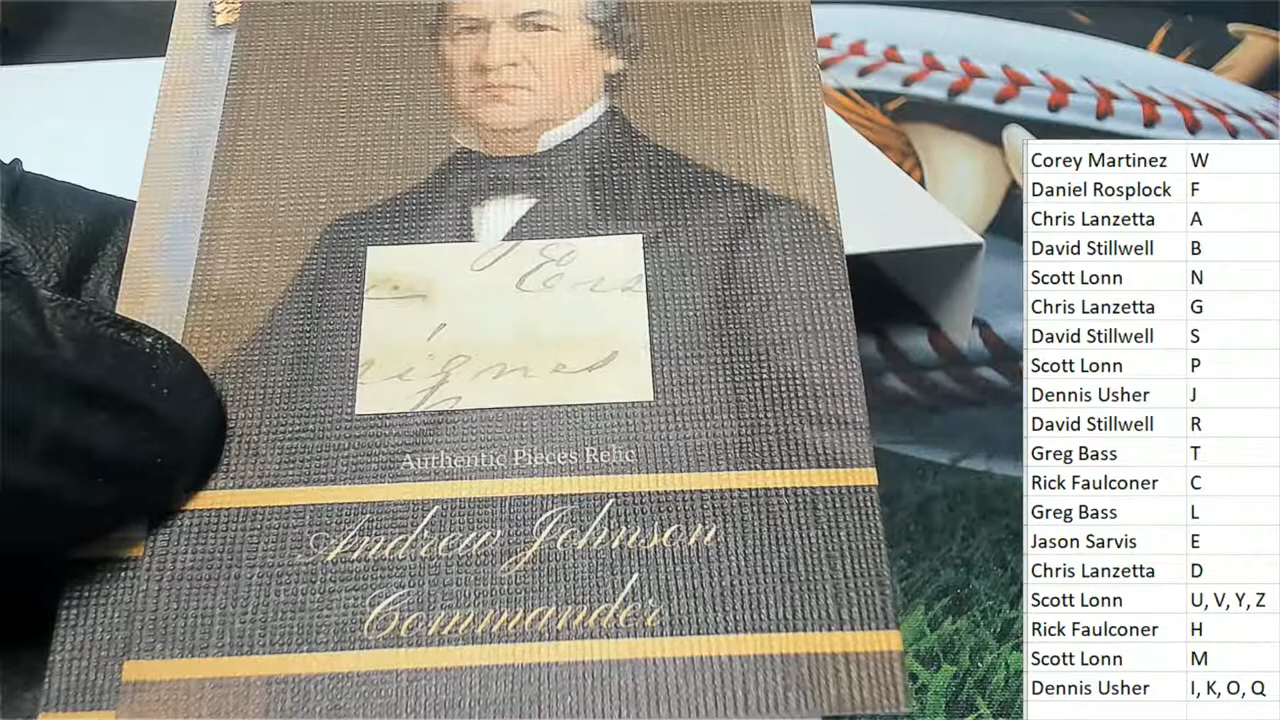 Ena
signed
Authentic Pieces Relic
Andrew Johnson
Commander
Corey Martinez W
Daniel Rosplock F
Chris Lanzetta A
David Stillwell B
Scott Lonn N
Chris Lanzetta G
David Stillwell S
Scott Lonn P
Dennis Usher J
David Stillwell R
Greg Bass T
Rick Faulconer C
Greg Bass L
Jason Sarvis E
Chris Lanzetta D
Scott Lonn U, V, Y, Z
Rick Faulconer H
Scott Lonn M
Dennis Usher I, K, O, Q